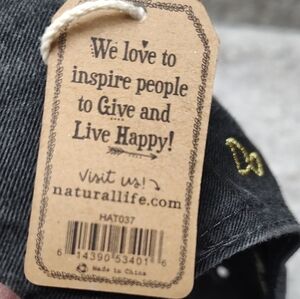 We love to
inspire people
to Give and
Live Happy!
Visit us!
naturallife.com
HAT037
6 14390 53401 6
Made in China